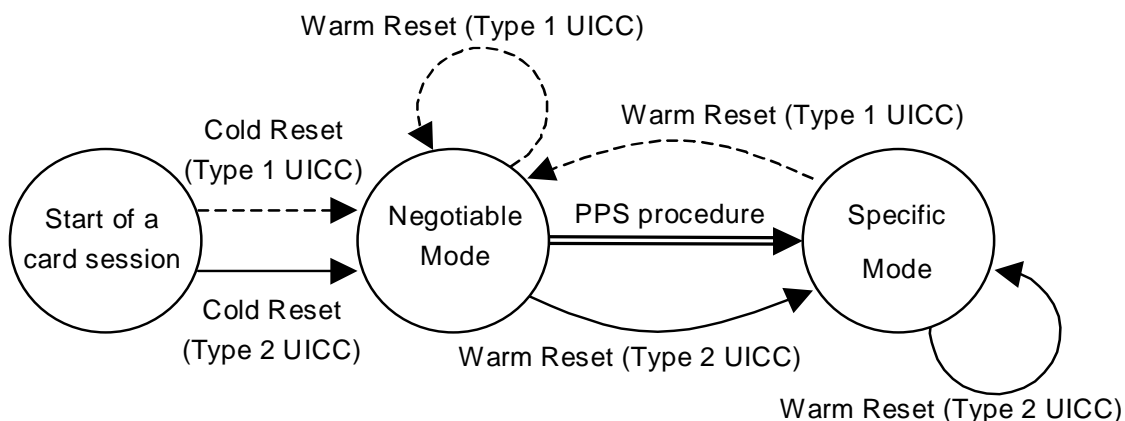 Warm Reset (Type 1 UICC)
Cold Reset
(Type 1 UICC)
Warm Reset (Type 1 UICC)
Start of a
card session
Negotiable
Mode
PPS procedure
Specific
Mode
Cold Reset
(Type 2 UICC)
Warm Reset (Type 2 UICC)
Warm Reset (Type 2 UICC)